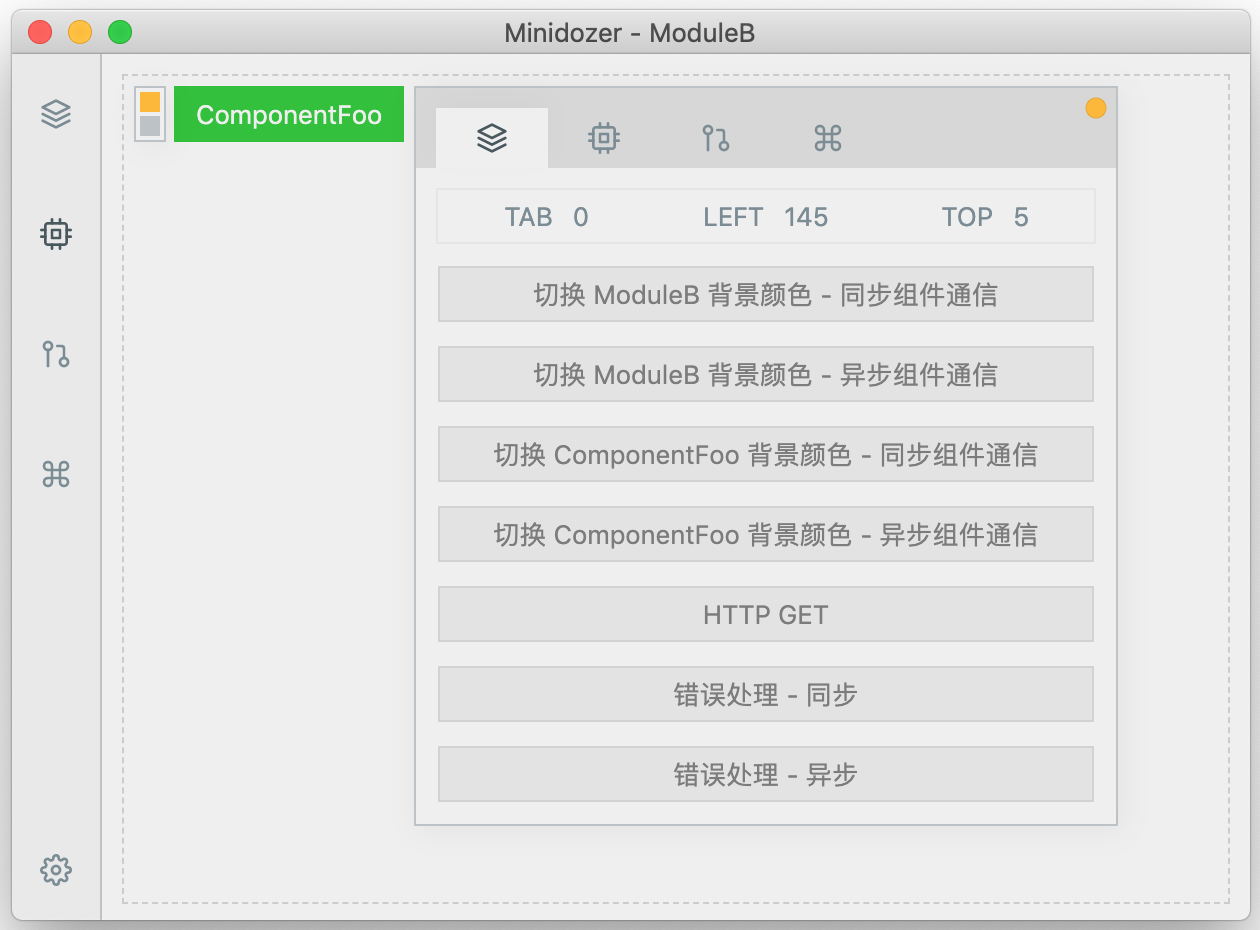 Minidozer - ModuleB
ComponentFoo
TAB 0 LEFT 145 TOP 5
切换 ModuleB 背景颜色 - 同步组件通信
切换 ModuleB 背景颜色 - 异步组件通信
切换 ComponentFoo 背景颜色 - 同步组件通信
切换 ComponentFoo 背景颜色 - 异步组件通信
HTTP GET
错误处理 - 同步
错误处理 - 异步